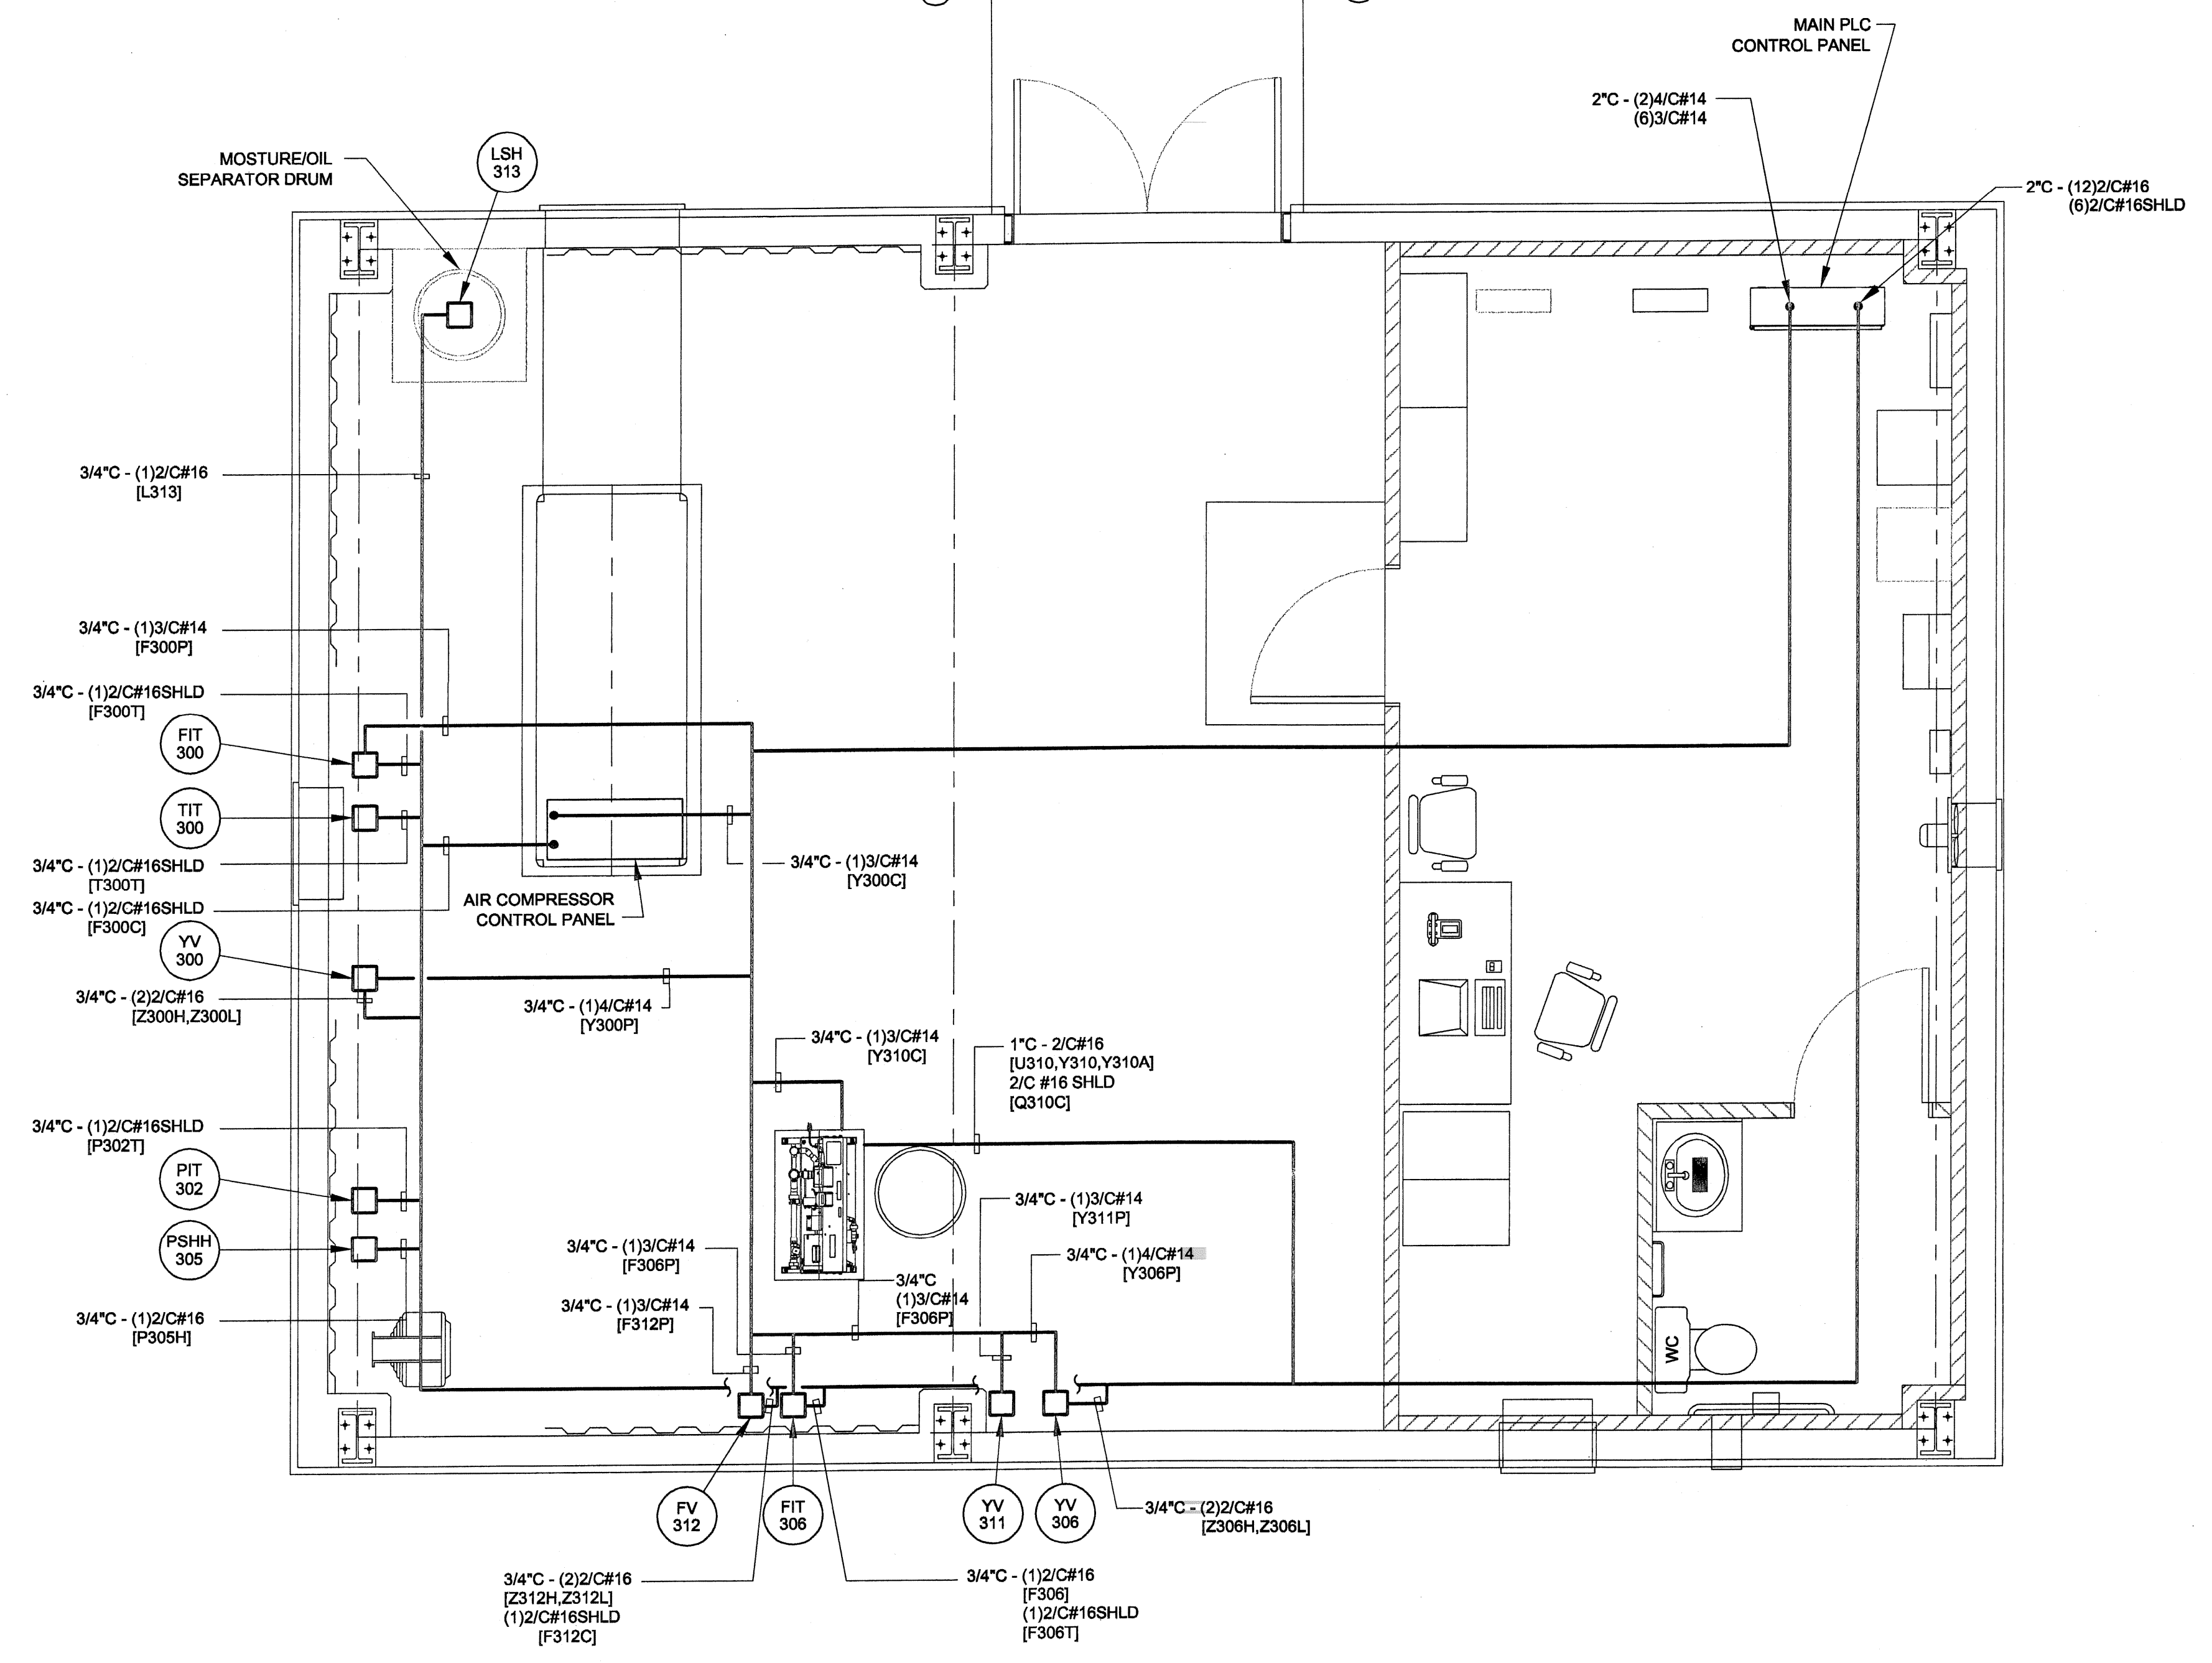 MAIN PLC
CONTROL PANEL
2"C - (2)4/C#14
(6)3/C#14
2"C - (12)2/C#16
(6)2/C#16SHLD
MOSTURE/OIL
SEPARATOR DRUM
LSH
313
3/4"C - (1)2/C#16
[L313]
3/4"C - (1)3/C#14
[F300P]
3/4"C - (1)2/C#16SHLD
[F300T]
FIT
300
TIT
300
3/4"C - (1)2/C#16SHLD
[T300T]
3/4"C - (1)2/C#16SHLD
[F300C]
AIR COMPRESSOR
CONTROL PANEL
3/4"C - (1)3/C#14
[Y300C]
YV
300
3/4"C - (2)2/C#16
[Z300H,Z300L]
3/4"C - (1)4/C#14
[Y300P]
3/4"C - (1)3/C#14
[Y310C]
1"C - 2/C#16
[U310,Y310,Y310A]
2/C #16 SHLD
[Q310C]
3/4"C - (1)2/C#16SHLD
[P302T]
PIT
302
PSHH
305
3/4"C - (1)2/C#16
[P305H]
3/4"C - (1)3/C#14
[Y311P]
3/4"C - (1)3/C#14
[F306P]
3/4"C - (1)4/C#14
[Y306P]
3/4"C
(1)3/C#14
[F306P]
3/4"C - (1)3/C#14
[F312P]
WC
FV
312
FIT
306
YV
311
YV
306
3/4"C - (2)2/C#16
[Z306H,Z306L]
3/4"C - (2)2/C#16
[Z312H,Z312L]
(1)2/C#16SHLD
[F312C]
3/4"C - (1)2/C#16
[F306]
(1)2/C#16SHLD
[F306T]